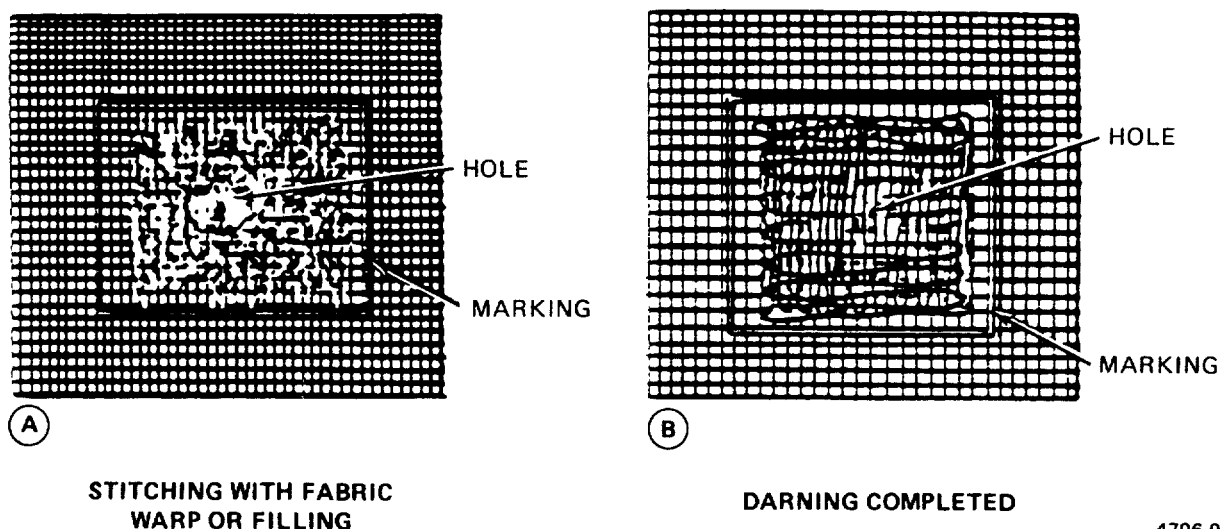 HOLE
MARKING
A
STITCHING WITH FABRIC
WARP OR FILLING
HOLE
MARKING
B
DARNING COMPLETED